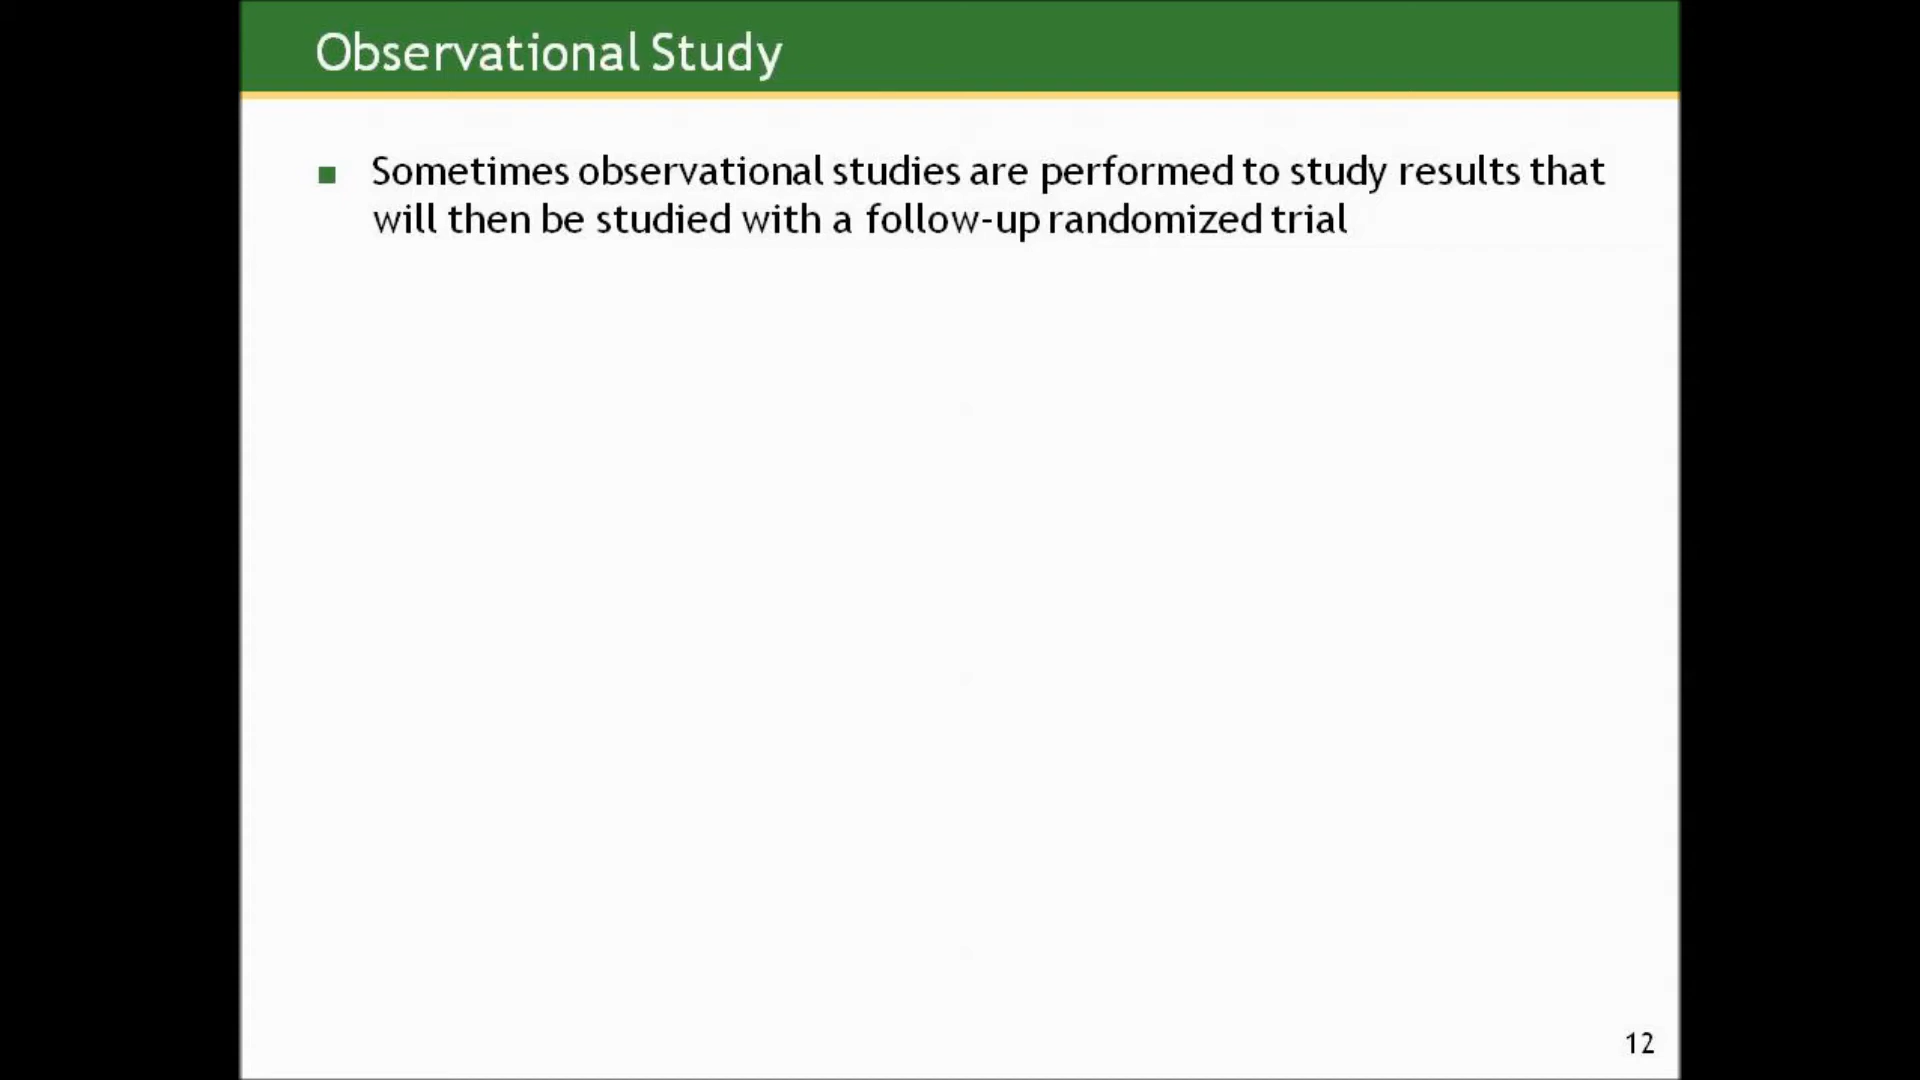 Observational Study
Sometimes observational studies are performed to study results that
will then be studied with a follow-up randomized trial
12